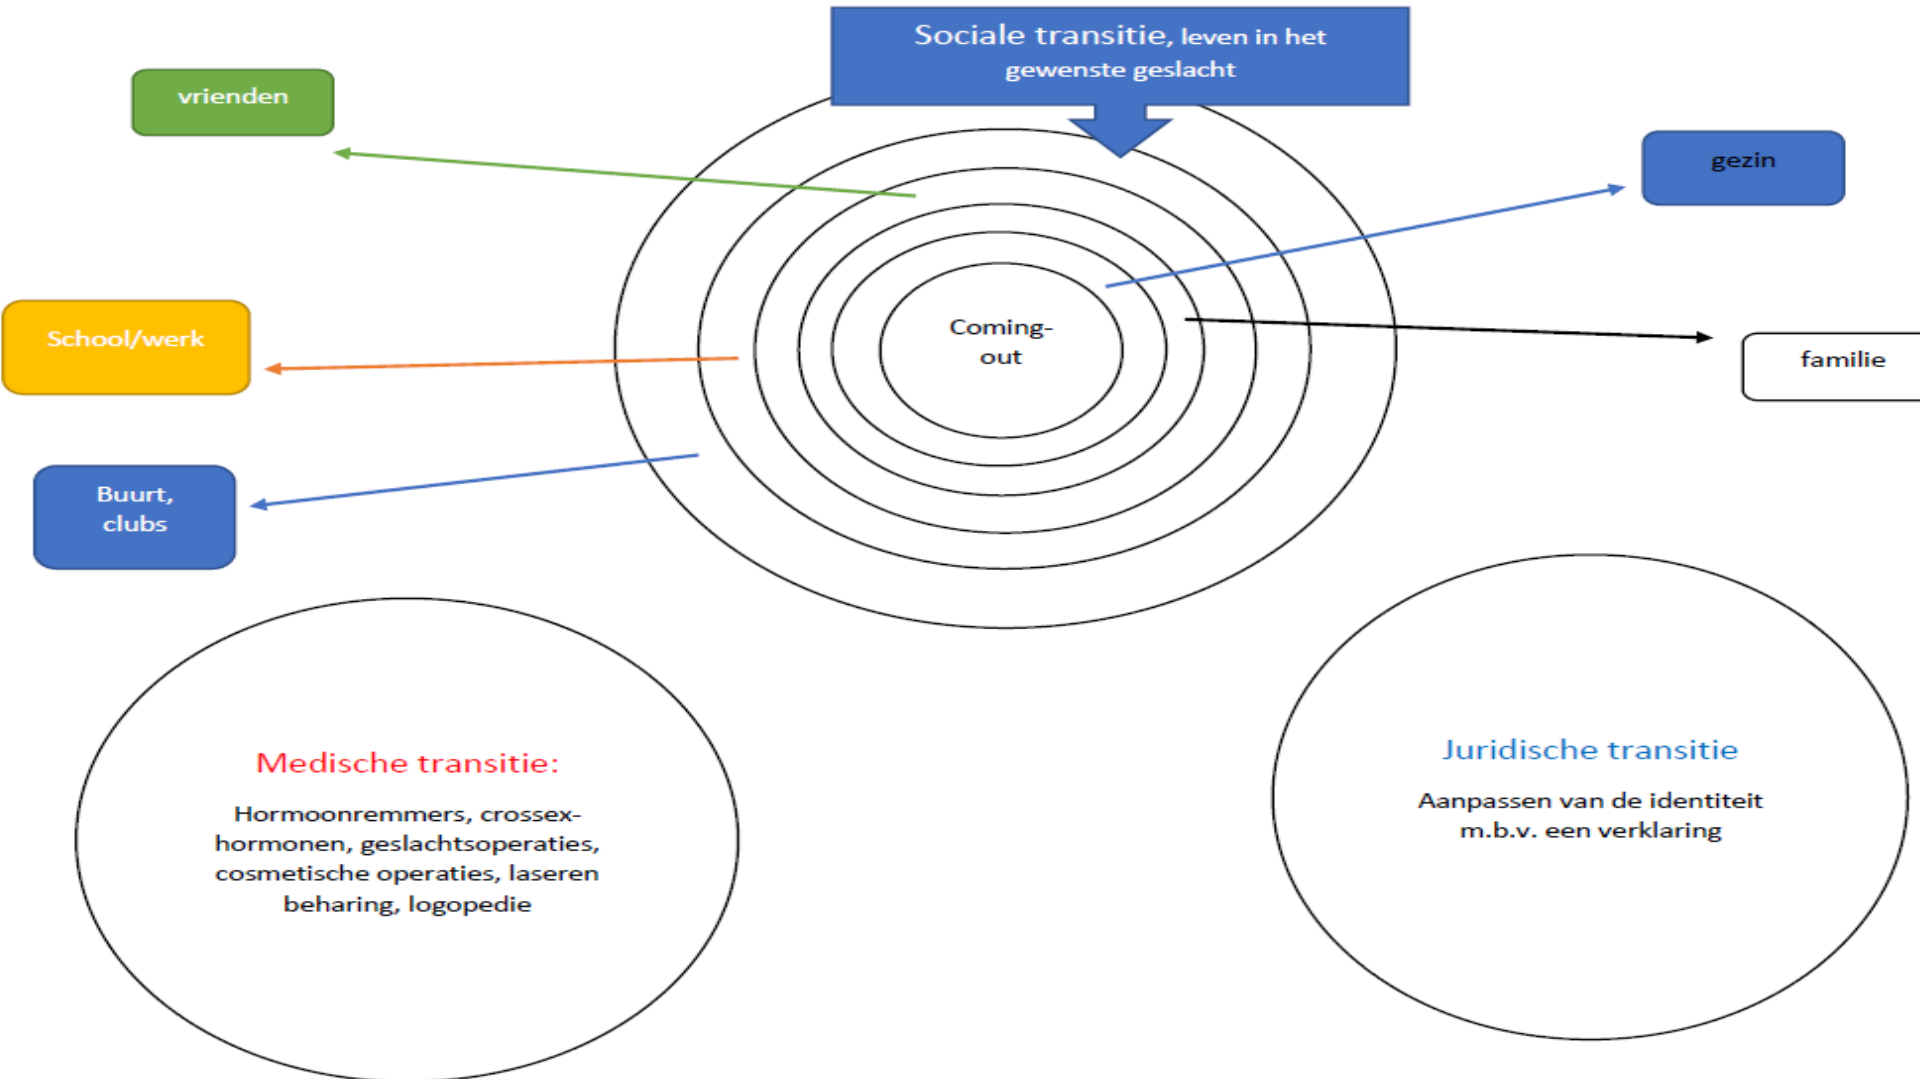 Sociale transitie, leven in het
gewenste geslacht
vrienden
gezin
School/werk
Coming-
out
familie
Buurt,
clubs
Medische transitie:
Hormoonremmers, crossex-
hormonen, geslachtsoperaties,
cosmetische operaties, laseren
beharing, logopedie
Juridische transitie
Aanpassen van de identiteit
m.b.v. een verklaring